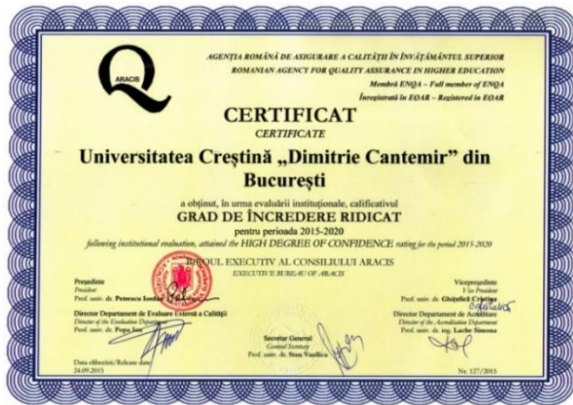 ARACIS
AGENȚIA ROMÂNĂ DE ASIGURARE A CALITĂȚII ÎN ÎNVĂȚĂMÂNTUL SUPERIOR
ROMANIAN AGENCY FOR QUALITY ASSURANCE IN HIGHER EDUCATION
Membră ENQA – Full member of ENQA
Înregistrată în EQAR – Registered in EQAR
CERTIFICAT
CERTIFICATE
Universitatea Creștină „Dimitrie Cantemir” din
București
a obținut, în urma evaluării instituționale, calificativul
GRAD DE ÎNCREDERE RIDICAT
pentru perioada 2015-2020
following institutional evaluation, attained the HIGH DEGREE OF CONFIDENCE rating for the period 2015-2020
BIROUL EXECUTIV AL CONSILIULUI ARACIS
EXECUTIVE BUREAU OF ARACIS
Președinte
President
Prof. univ. dr. Petrescu
Director Departament de Evaluare Externă a Calității
Director of the Evaluation
Prof. univ. dr. Popa Ion
Data eliberării/Release date
24.09.2015
Secretar General
General Secretary
Prof. univ. dr. Stan Vasilica
Vicepreședinte
Vice President
Prof. univ. dr. Ghițulică Cristina
Director Departament de Acreditare
Director of the Accreditation Department
Prof. univ. dr. ing. Lache Simona
Nr. 127/2015